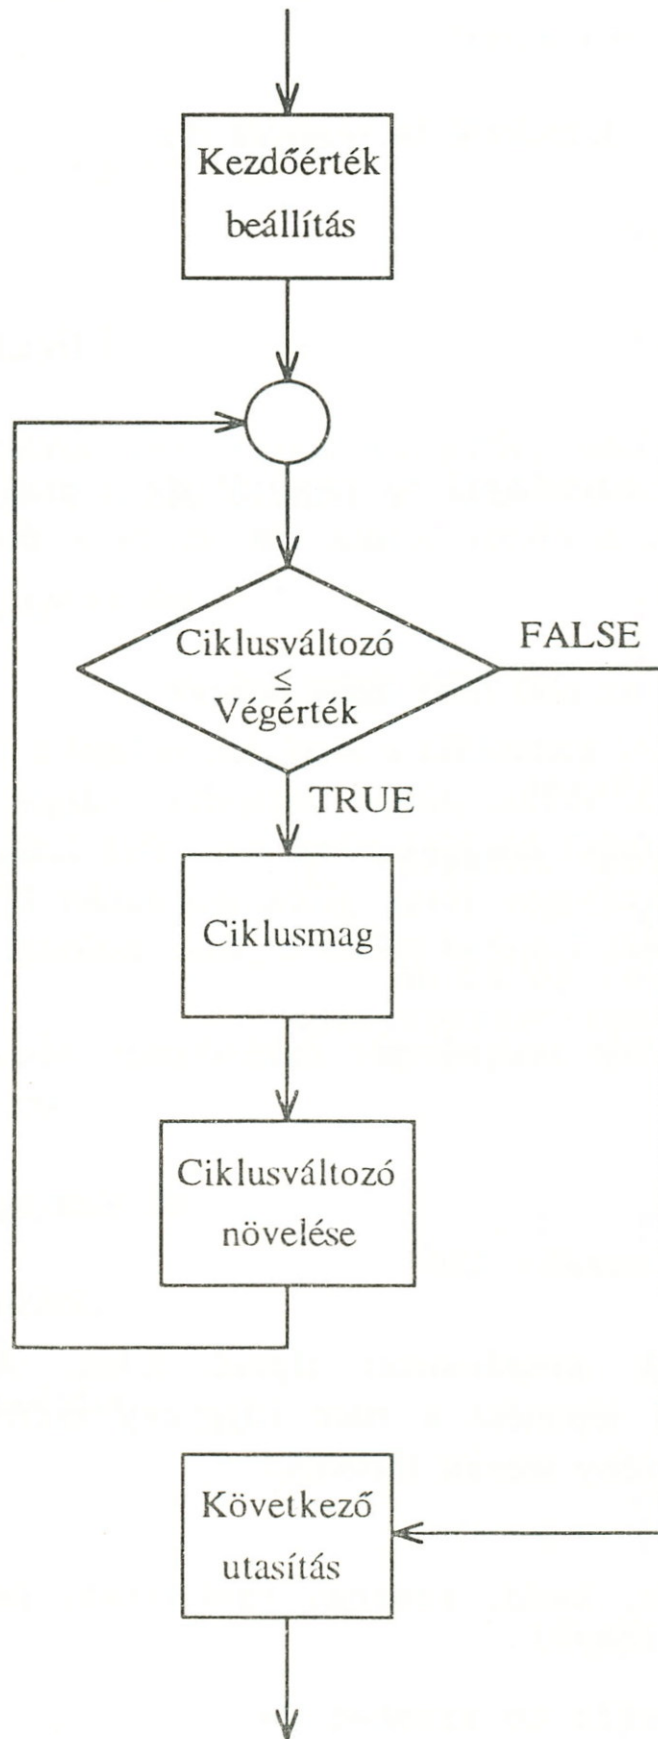 Kezdőérték
beállítás
Ciklusváltozó
≤
Végérték
FALSE
TRUE
Ciklusmag
Ciklusváltozó
növelése
Következő
utasítás